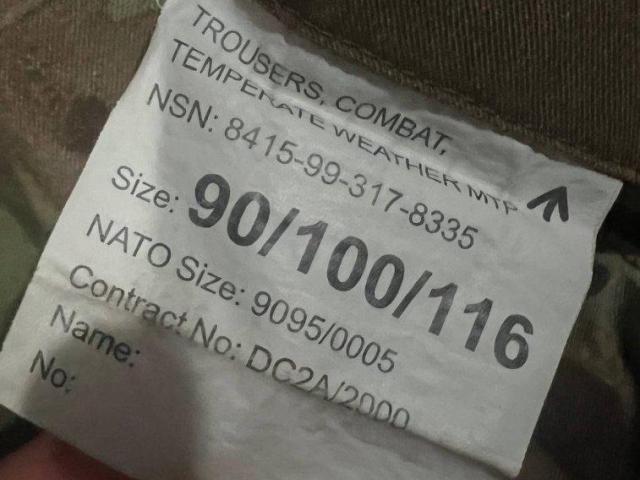 TROUSERS, COMBAT,
TEMPERATE WEATHER MTP
NSN: 8415-99-317-8335
Size: 90/100/116
NATO Size: 9095/0005
Contract No: DC2A/2000
Name:
No: